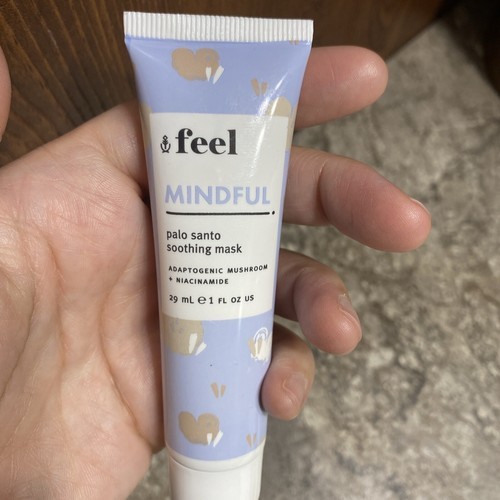 feel
MINDFUL
palo santo
soothing mask
ADAPTOGENIC MUSHROOM
+ NIACINAMIDE
29 mL ℮ 1 FL OZ US